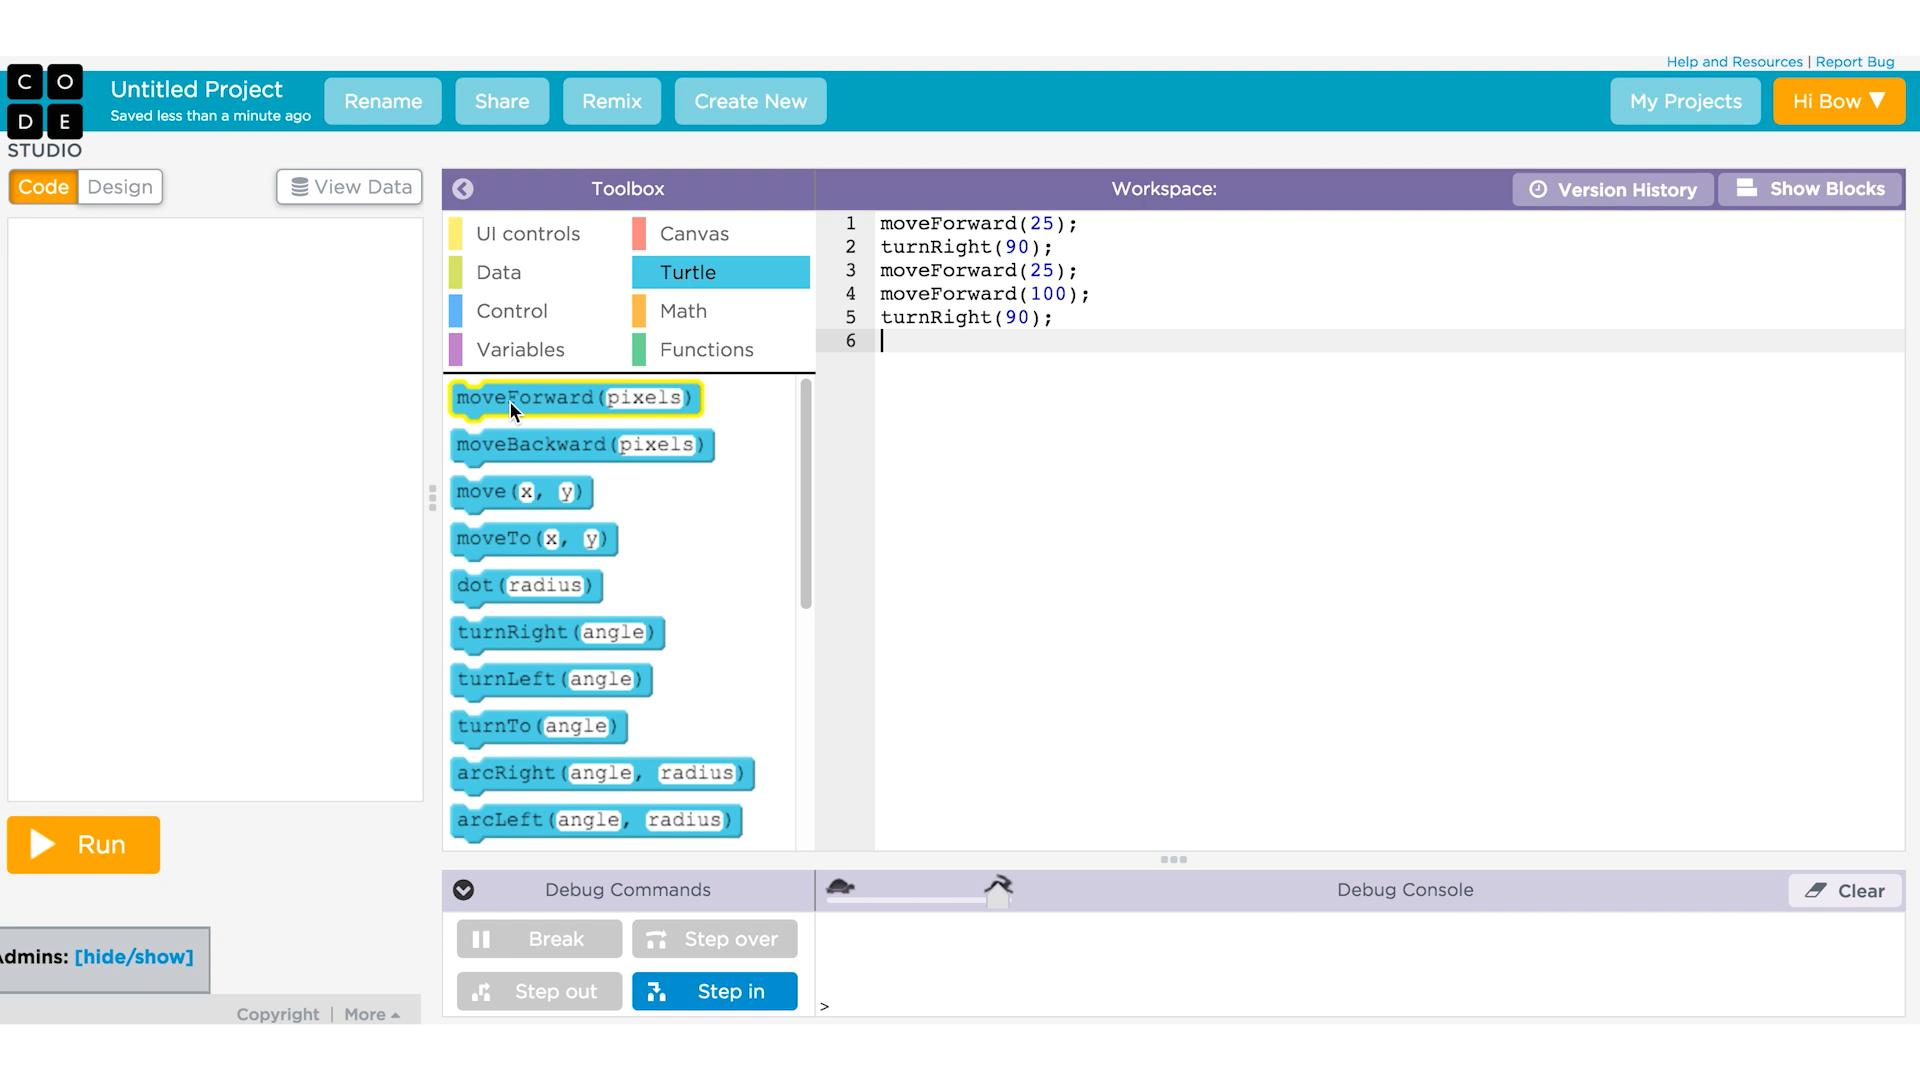 Help and Resources | Report Bug
CODE
STUDIO
Untitled Project
Saved less than a minute ago
Rename
Share
Remix
Create New
My Projects
Hi Bow ▼
Code
Design
View Data
Toolbox
Workspace:
Version History
Show Blocks
UI controls
Canvas
Data
Turtle
Control
Math
Variables
Functions
moveForward(pixels)
moveBackward(pixels)
move(x, y)
moveTo(x, y)
dot(radius)
turnRight(angle)
turnLeft(angle)
turnTo(angle)
arcRight(angle, radius)
arcLeft(angle, radius)
1 moveForward(25);
2 turnRight(90);
3 moveForward(25);
4 moveForward(100);
5 turnRight(90);
6
Run
Debug Commands
Debug Console
Clear
Break
Step over
Step out
Step in
>
dmins: [hide/show]
Copyright | More